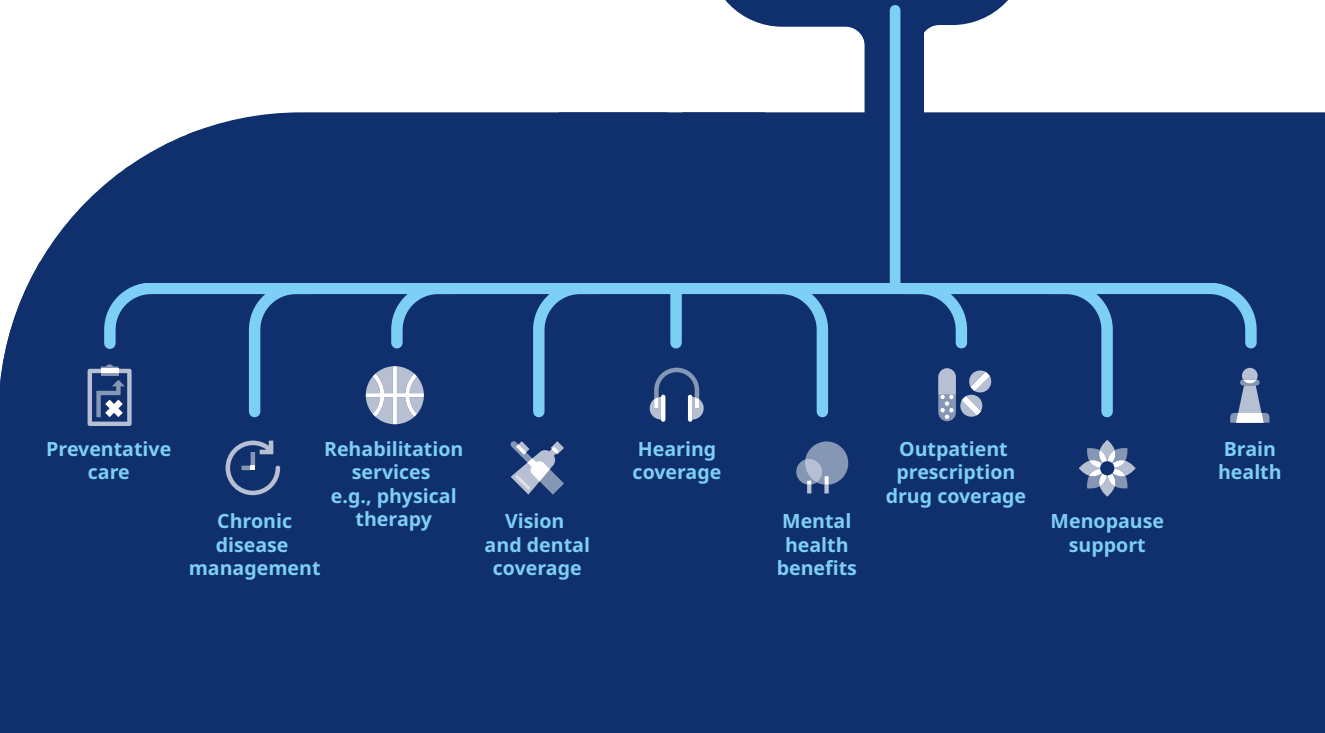 Preventative
care
Chronic
disease
management
Rehabilitation
services
e.g., physical
therapy
Vision
and dental
coverage
Hearing
coverage
Mental
health
benefits
Outpatient
prescription
drug coverage
Menopause
support
Brain
health